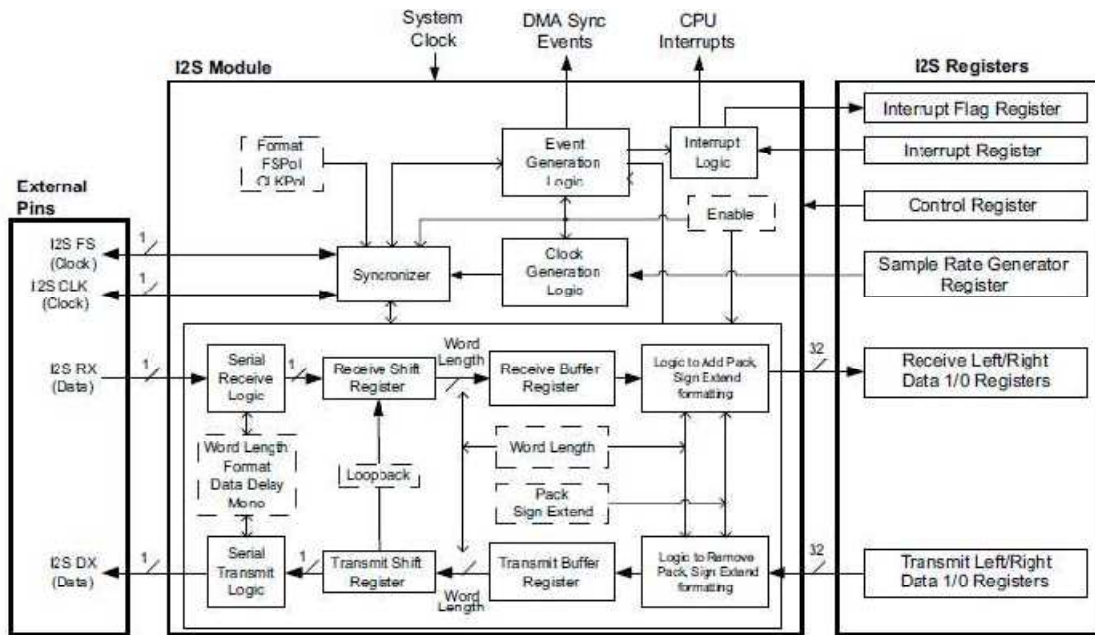 System
Clock
DMA Sync
Events
CPU
Interrupts
I2S Module
I2S Registers
Format
FSPol
CLKPol
Event
Generation
Logic
Interrupt
Logic
Interrupt Flag Register
Interrupt Register
External
Pins
Enable
Control Register
I2S FS
(Clock)
1
Syncronizer
Clock
Generation
Logic
Sample Rate Generator
Register
I2S CLK
(Clock)
1
I2S RX
(Data)
1
Serial
Receive
Logic
1
Receive Shift
Register
Word
Length
Receive Buffer
Register
Logic to Add Pack,
Sign Extend
formatting
32
Receive Left/Right
Data 1/0 Registers
Word Length
Format
Data Delay
Mono
Loopback
Word Length
Pack
Sign Extend
I2S DX
(Data)
1
Serial
Transmit
Logic
1
Transmit Shift
Register
Word
Length
Transmit Buffer
Register
Logic to Remove
Pack, Sign Extend
formatting
32
Transmit Left/Right
Data 1/0 Registers